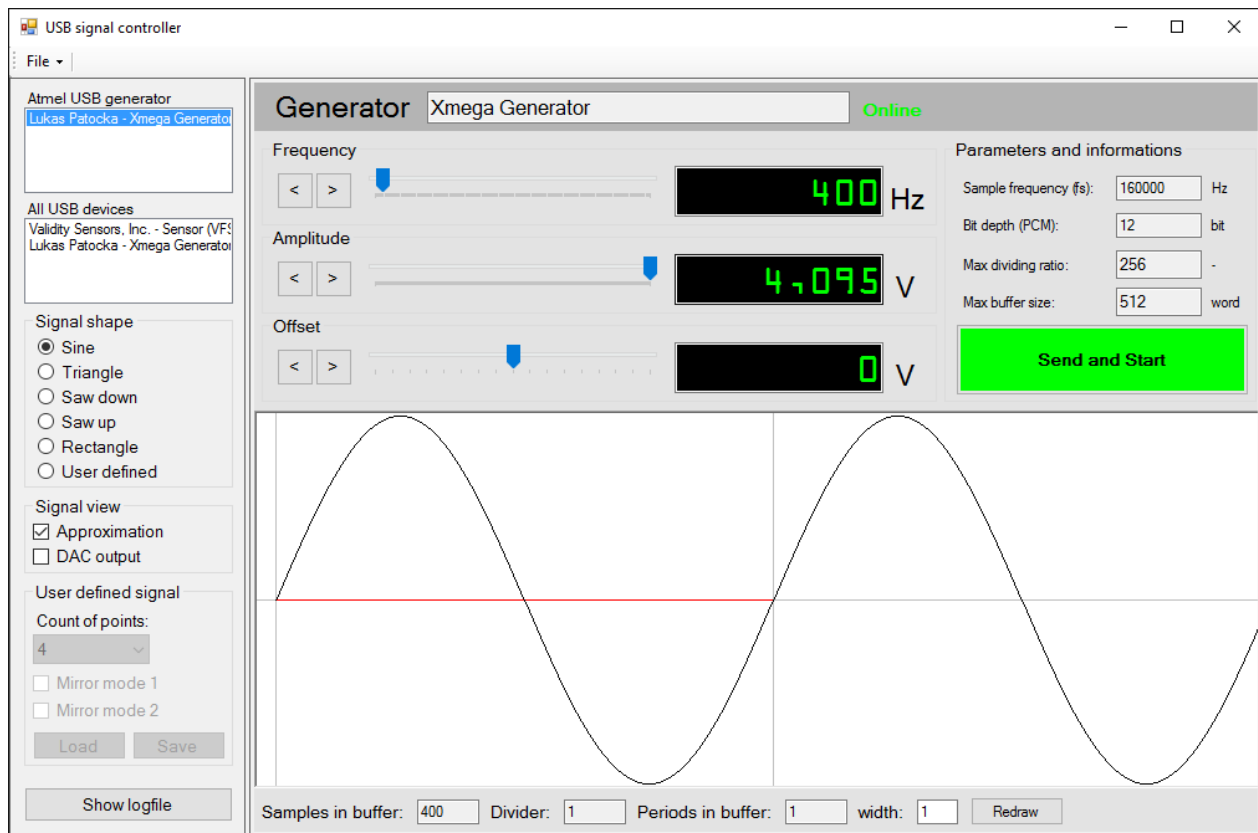 USB signal controller
File
Atmel USB generator
Lukas Patocka - Xmega Generator
All USB devices
Validity Sensors, Inc. - Sensor (VFS
Lukas Patocka - Xmega Generator
Signal shape
Sine
Triangle
Saw down
Saw up
Rectangle
User defined
Signal view
Approximation
DAC output
User defined signal
Count of points:
4
Mirror mode 1
Mirror mode 2
Load Save
Show logfile
Generator Xmega Generator Online
Frequency
< > 400 Hz
Amplitude
< > 4,095 V
Offset
< > 0 V
Parameters and informations
Sample frequency (fs): 160000 Hz
Bit depth (PCM): 12 bit
Max dividing ratio: 256 -
Max buffer size: 512 word
Send and Start
Samples in buffer: 400 Divider: 1 Periods in buffer: 1 width: 1 Redraw